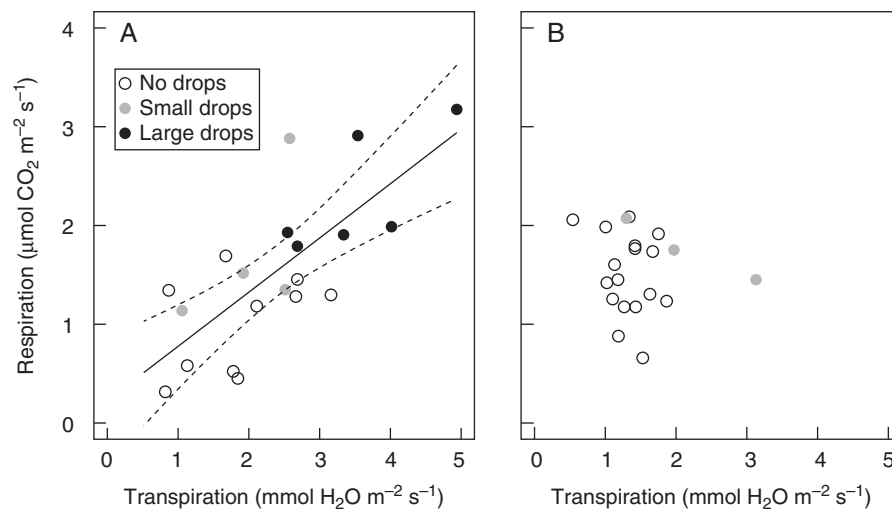 A
B
No drops
Small drops
Large drops
4
3
2
1
0
Respiration (μmol CO₂ m⁻² s⁻¹)
0 1 2 3 4 5
0 1 2 3 4 5
Transpiration (mmol H₂O m⁻² s⁻¹)
Transpiration (mmol H₂O m⁻² s⁻¹)